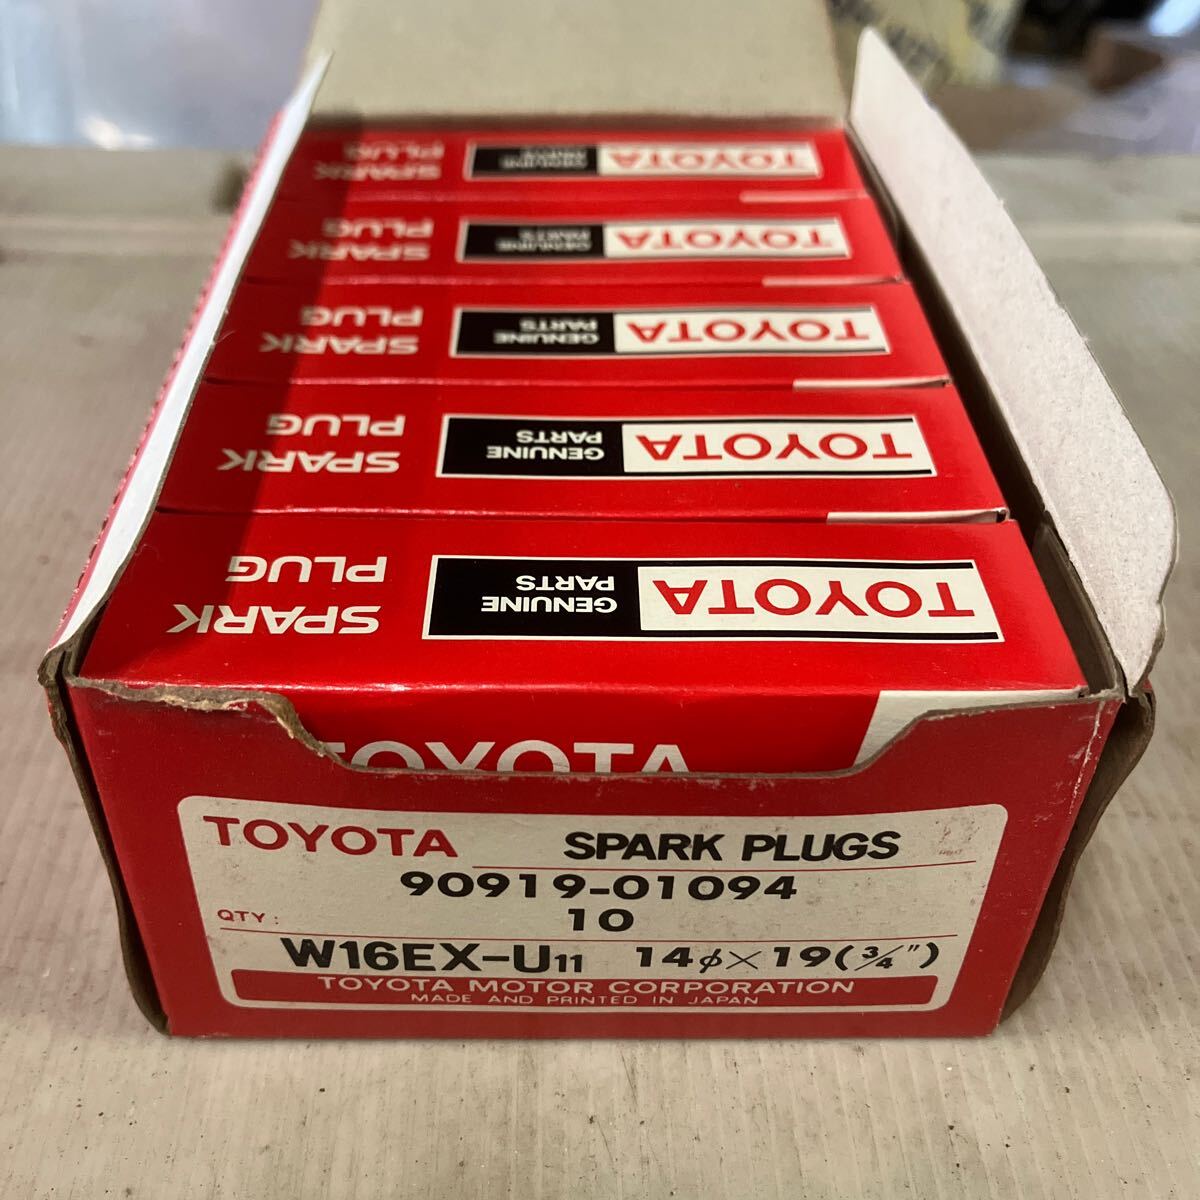 TOYOTA GENUINE PARTS SPARK PLUG
TOYOTA GENUINE PARTS SPARK PLUG
TOYOTA GENUINE PARTS SPARK PLUG
TOYOTA GENUINE PARTS SPARK PLUG
TOYOTA GENUINE PARTS SPARK PLUG
TOYOTA
TOYOTA SPARK PLUGS
90919-01094
QTY: 10
W16EX-U11 14φ×19(3/4")
TOYOTA MOTOR CORPORATION
MADE AND PRINTED IN JAPAN